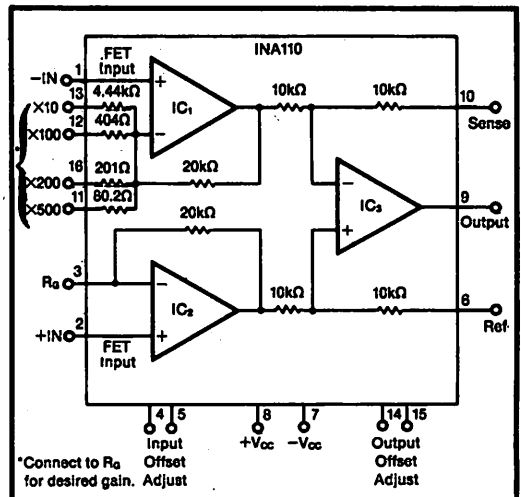 INA110
FET
Input
-IN
1
13
4.44kΩ
X10
12
404Ω
X100
16
201Ω
X200
11
80.2Ω
X500
IC₁
20kΩ
10kΩ
10kΩ
10
Sense
IC₃
9
Output
20kΩ
3
R_G
IC₂
2
+IN
FET
Input
10kΩ
10kΩ
6
Ref
4 5
Input
Offset
Adjust
8
+Vcc
7
-Vcc
14 15
Output
Offset
Adjust
*Connect to R_G
for desired gain.